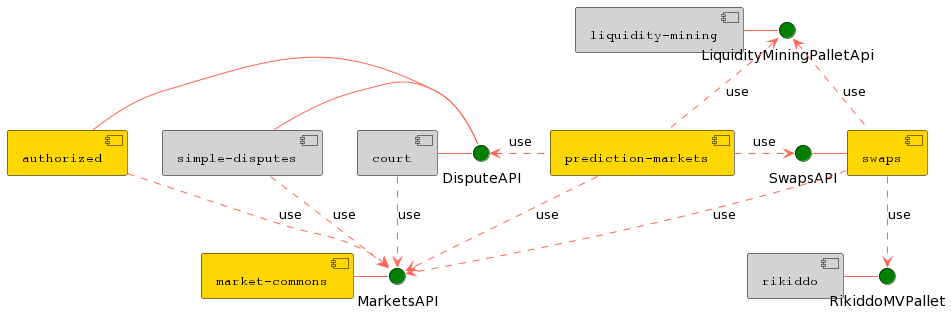 liquidity-mining
LiquidityMiningPalletApi
use
use
authorized
simple-disputes
court
DisputeAPI
use
prediction-markets
use
SwapsAPI
swaps
use
use
use
use
use
use
market-commons
MarketsAPI
rikiddo
RikiddoMVPallet